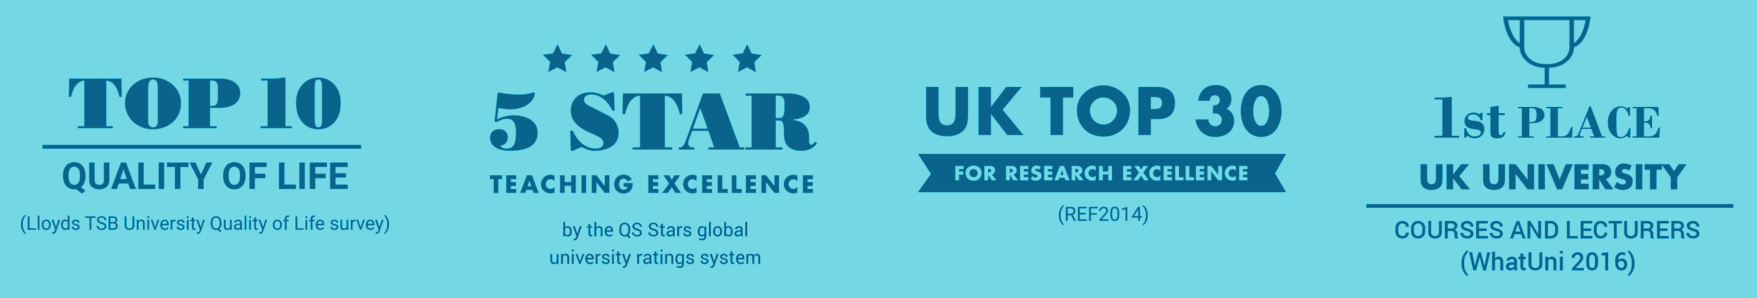 TOP 10
QUALITY OF LIFE
(Lloyds TSB University Quality of Life survey)
5 STAR
TEACHING EXCELLENCE
by the QS Stars global
university ratings system
UK TOP 30
FOR RESEARCH EXCELLENCE
(REF2014)
1st PLACE
UK UNIVERSITY
COURSES AND LECTURERS
(WhatUni 2016)